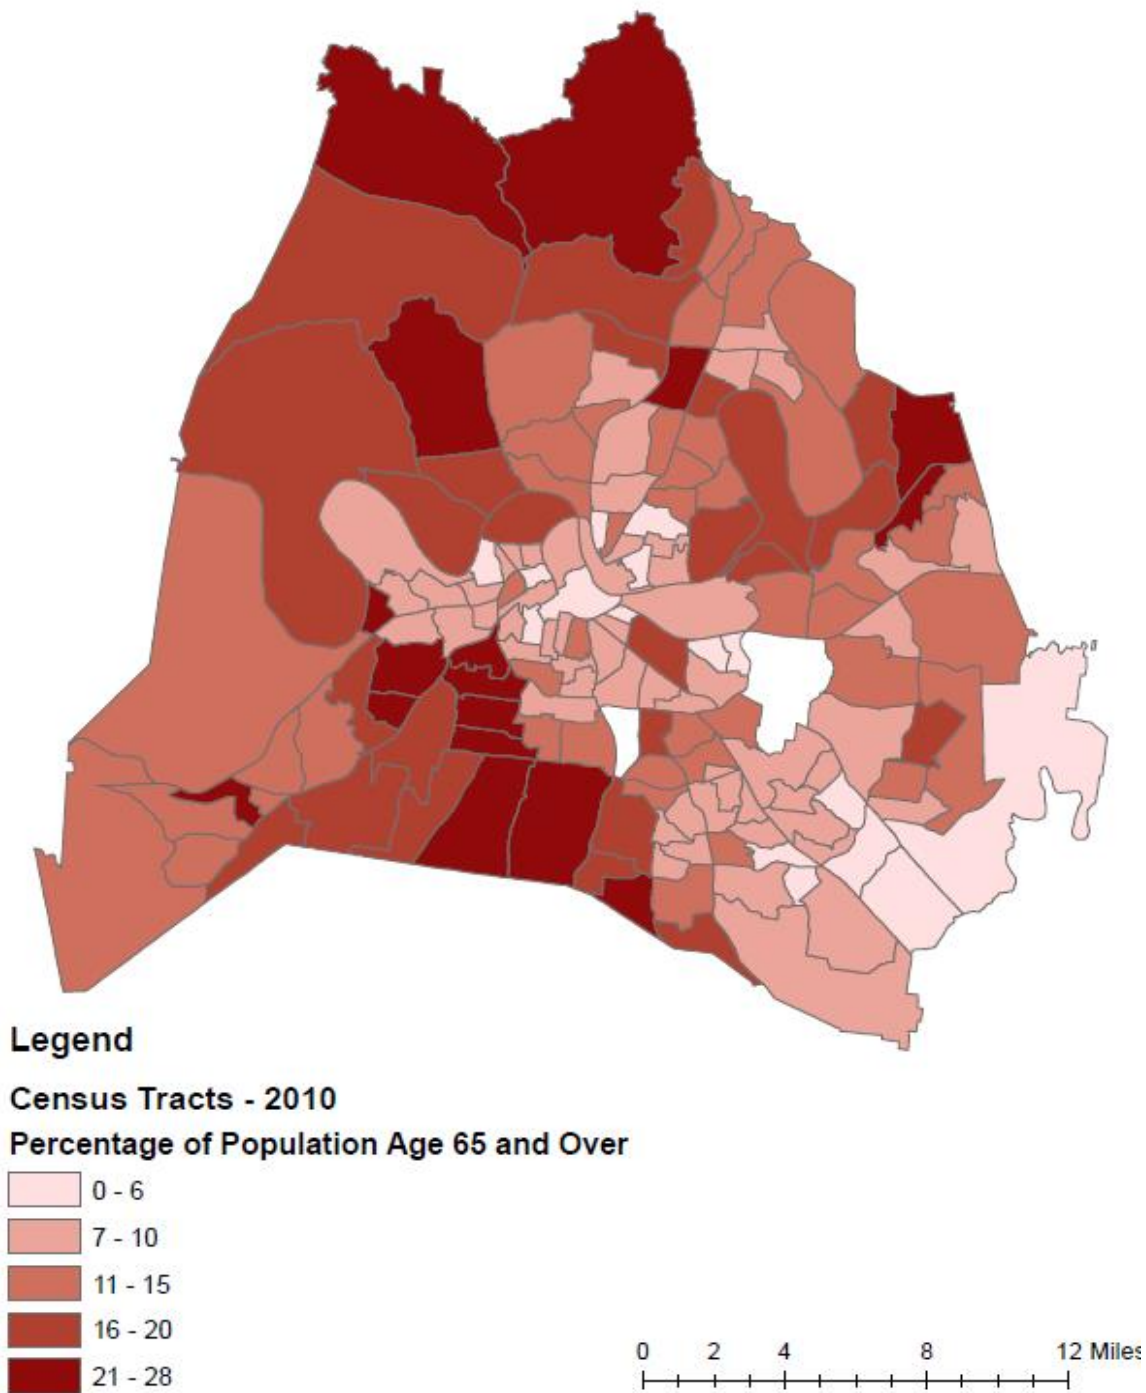 Legend
Census Tracts - 2010
Percentage of Population Age 65 and Over
0 - 6
7 - 10
11 - 15
16 - 20
21 - 28
0 2 4 8 12 Miles